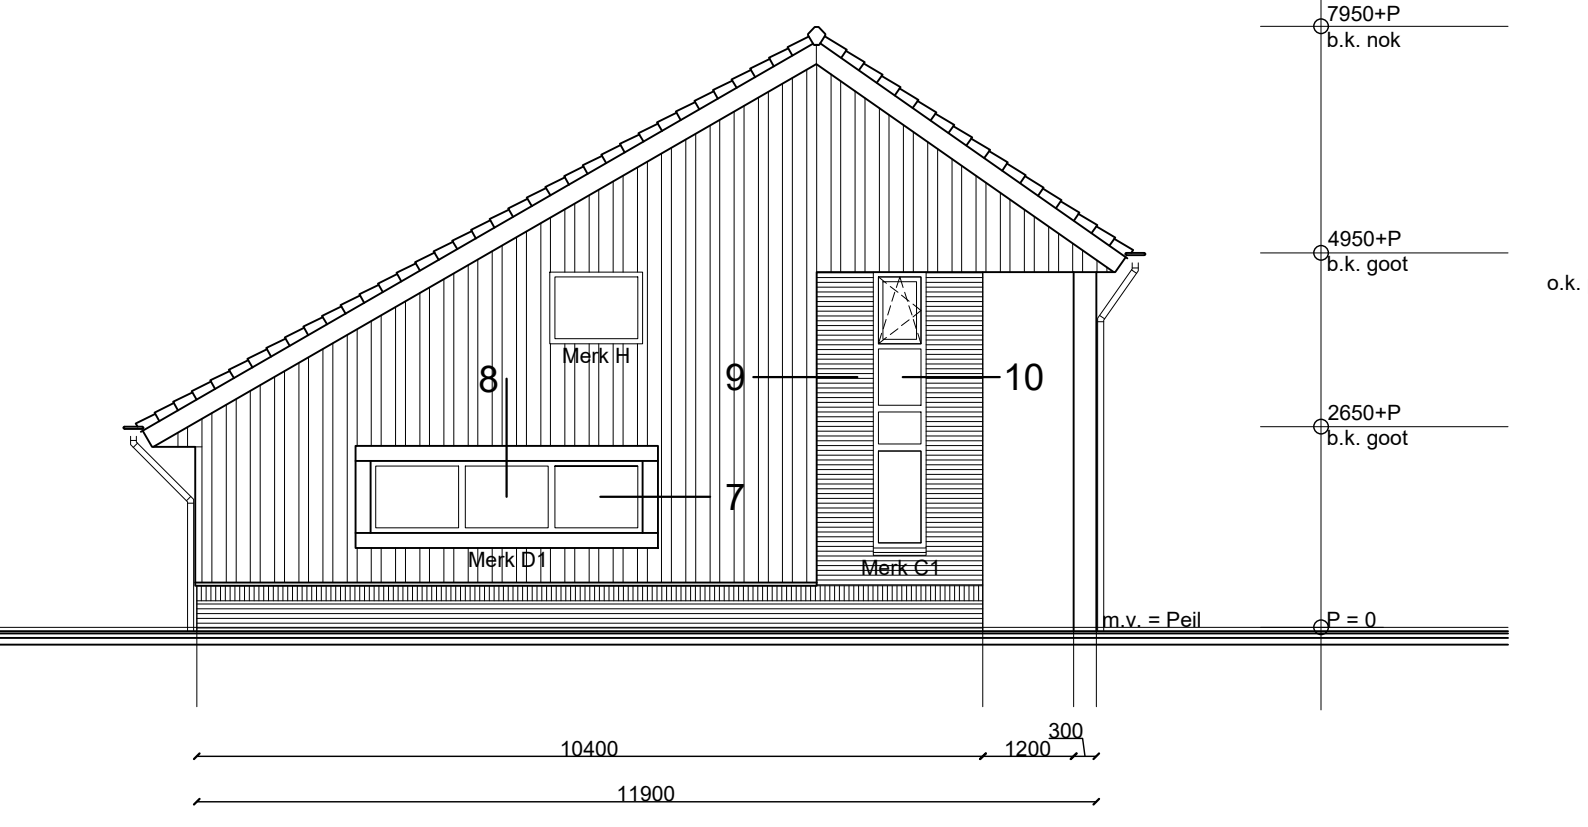 7950+P
b.k. nok
4950+P
b.k. goot
o.k.
Merk H
8
9
10
2650+P
b.k. goot
7
Merk D1
Merk C1
m.v. = Peil
P = 0
300
10400
1200
11900